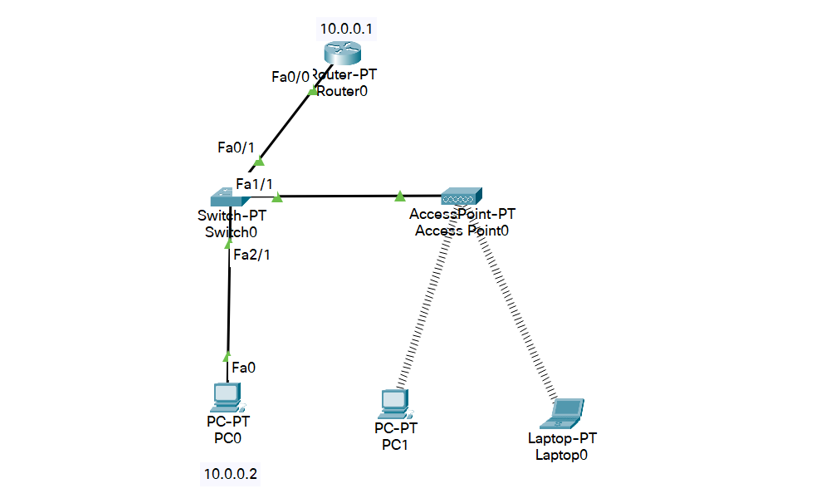 10.0.0.1
Fa0/0
Router-PT
Router0
Fa0/1
Fa1/1
Switch-PT
Switch0
AccessPoint-PT
Access Point0
Fa2/1
Fa0
PC-PT
PC0
PC-PT
PC1
Laptop-PT
Laptop0
10.0.0.2